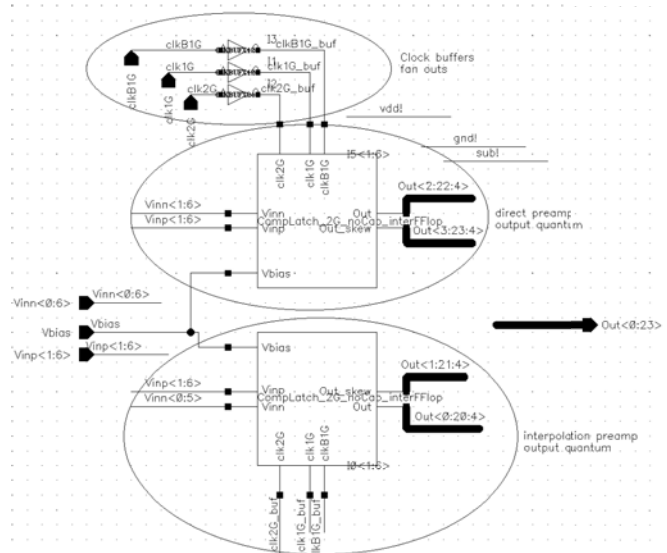 I3
clkB1G
clkB1G_buf
Clock buffers
fan outs
I1
clk1G
clk1G_buf
I2
clk2G
clk2G_buf
clkB1G
clk1G
clk2G
vdd!
gnd!
sub!
I5<1:6>
clk2G
clk1G
clkB1G
Out<2:22:4>
Vinn<1:6>
Vinn
Out
direct preamp
output quantum
CompLatch_2G_noCap_interFFlop
Vinp<1:6>
Vinp
Out_skew
Out<3:23:4>
Vbias
Vinn<0:6>
Vinn<0:6>
Vbias
Vbias
Out<0:23>
Vinp<1:6>
Vinp<1:6>
Vbias
Out<1:21:4>
Vinp<1:6>
Vinp
Out_skew
CompLatch_2G_noCap_interFFlop
Vinn<0:5>
Vinn
Out
Out<0:20:4>
interpolation preamp
output quantum
clk2G
clk1G
clkB1G
I0<1:6>
clk2G_buf
clk1G_buf
clkB1G_buf